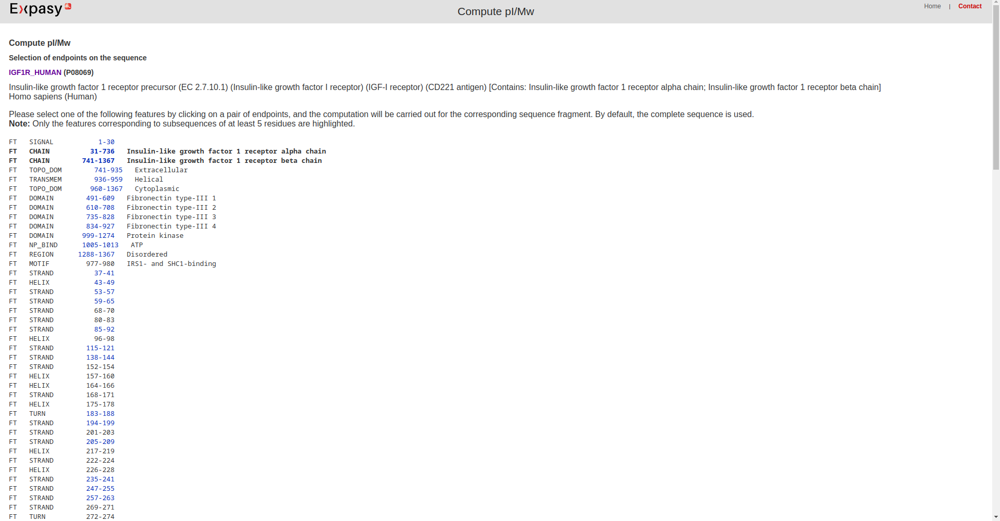 Expasy
Compute pI/Mw
Home | Contact
Compute pI/Mw
Selection of endpoints on the sequence
IGF1R_HUMAN (P08069)
Insulin-like growth factor 1 receptor precursor (EC 2.7.10.1) (Insulin-like growth factor I receptor) (IGF-I receptor) (CD221 antigen) [Contains: Insulin-like growth factor 1 receptor alpha chain; Insulin-like growth factor 1 receptor beta chain]
Homo sapiens (Human)
Please select one of the following features by clicking on a pair of endpoints, and the computation will be carried out for the corresponding sequence fragment. By default, the complete sequence is used.
Note: Only the features corresponding to subsequences of at least 5 residues are highlighted.
FT SIGNAL 1-30
FT CHAIN 31-736 Insulin-like growth factor 1 receptor alpha chain
FT CHAIN 741-1367 Insulin-like growth factor 1 receptor beta chain
FT TOPO_DOM 741-935 Extracellular
FT TRANSMEM 936-959 Helical
FT TOPO_DOM 960-1367 Cytoplasmic
FT DOMAIN 491-609 Fibronectin type-III 1
FT DOMAIN 610-708 Fibronectin type-III 2
FT DOMAIN 735-828 Fibronectin type-III 3
FT DOMAIN 834-927 Fibronectin type-III 4
FT DOMAIN 999-1274 Protein kinase
FT NP_BIND 1005-1013 ATP
FT REGION 1288-1367 Disordered
FT MOTIF 977-980 IRS1- and SHC1-binding
FT STRAND 37-41
FT HELIX 43-49
FT STRAND 53-57
FT STRAND 59-65
FT STRAND 68-70
FT STRAND 80-83
FT STRAND 85-92
FT HELIX 96-98
FT STRAND 115-121
FT STRAND 138-144
FT STRAND 152-154
FT HELIX 157-160
FT HELIX 164-166
FT STRAND 168-171
FT HELIX 175-178
FT TURN 183-188
FT STRAND 194-199
FT STRAND 201-203
FT STRAND 205-209
FT HELIX 217-219
FT STRAND 222-224
FT HELIX 226-228
FT STRAND 235-241
FT STRAND 247-255
FT STRAND 257-263
FT STRAND 269-271
FT TURN 272-274